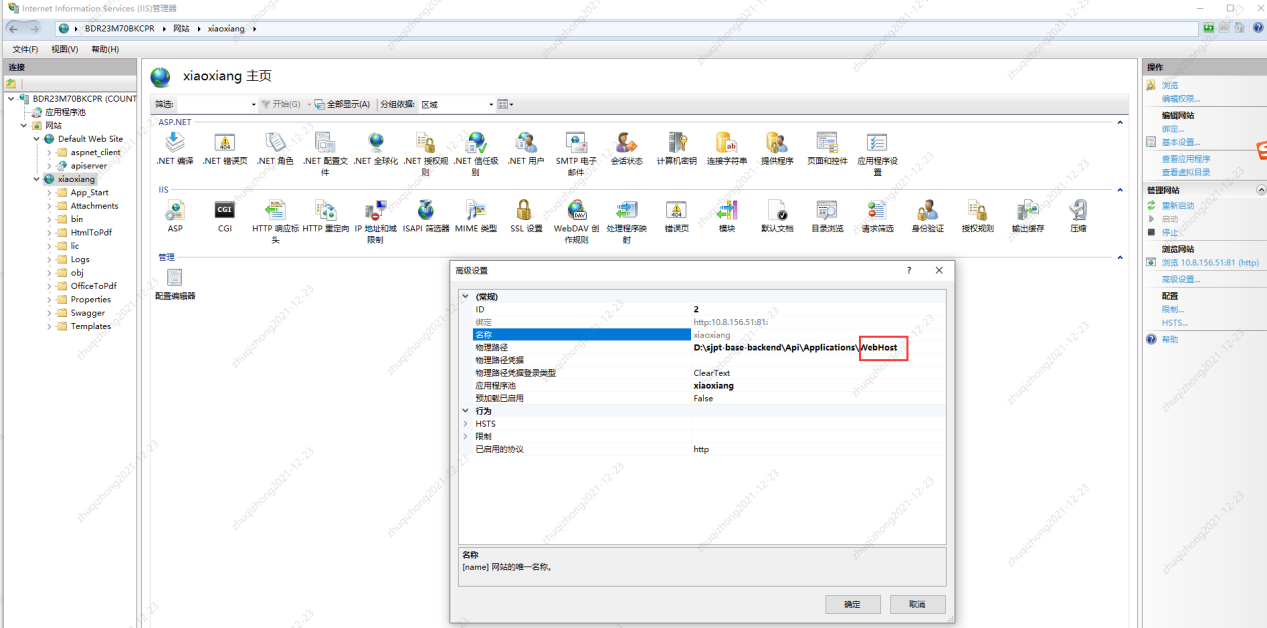 Internet Information Services (IIS)管理器
BDR23M70BKCPR 网站 xiaoxiang
文件(F) 视图(V) 帮助(H)
连接
BDR23M70BKCPR (COUNT
应用程序池
网站
Default Web Site
aspnet_client
apiserver
xiaoxiang
App_Start
Attachments
bin
HtmlToPdf
lic
Logs
obj
OfficeToPdf
Properties
Swagger
Templates
xiaoxiang 主页
筛选: 开始(G) 全部显示(A) 分组依据: 区域
ASP.NET
.NET 编译 .NET 错误页 .NET 角色 .NET 配置文件 .NET 全球化 .NET 授权规则 .NET 信任级别 .NET 用户 SMTP 电子邮件 会话状态 计算机密钥 连接字符串 提供程序 页面和控件 应用程序设置
IIS
ASP CGI HTTP 响应标头 HTTP 重定向 IP 地址和域限制 ISAPI 筛选器 MIME 类型 SSL 设置 WebDAV 创作规则 处理程序映射 错误页 模块 默认文档 目录浏览 请求筛选 身份验证 授权规则 输出缓存 压缩
管理
配置编辑器
高级设置
(常规)
ID 2
绑定 http:10.8.156.51:81:
名称 xiaoxiang
物理路径 D:\sjpt-base-backend\Api\Applications\WebHost
物理路径凭据
物理路径凭据登录类型 ClearText
应用程序池 xiaoxiang
预加载已启用 False
行为
HSTS
限制
已启用的协议 http
名称
[name] 网站的唯一名称。
确定 取消
操作
浏览
编辑权限...
编辑网站
绑定...
基本设置...
查看应用程序
查看虚拟目录
管理网站
重新启动
启动
停止
浏览网站
浏览 10.8.156.51:81 (http)
高级设置...
配置
限制...
HSTS...
帮助
zhuqizhong2021-12-23